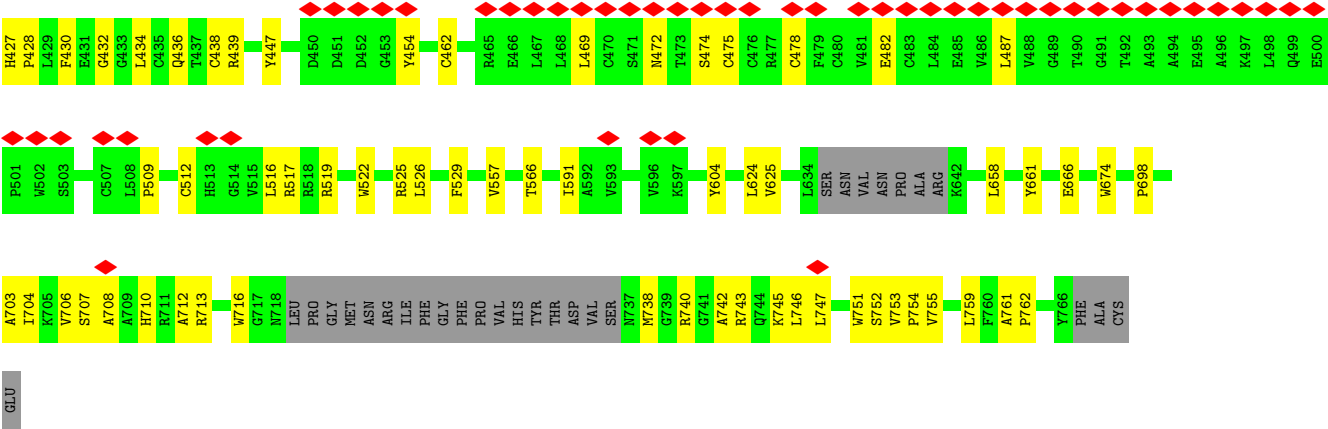 H427 P428 L429 F430 E431 G432 G433 L434 C435 Q436 T437 C438 R439 Y447 D450 D451 D452 G453 Y454 C462 R465 E466 L467 L468 L469 C470 S471 N472 T473 S474 C475 C476 R477 C478 F479 C480 V481 E482 C483 L484 E485 V486 L487 V488 G489 T490 G491 T492 A493 A494 E495 A496 K497 L498 Q499 E500
P501 W502 S503 C507 L508 P509 C512 H513 G514 V515 L516 R517 R518 R519 W522 R525 L526 F529 V557 T566 I591 A592 V593 V596 K597 Y604 L624 V625 L634 SER ASN VAL ASN PRO ALA ARG K642 L658 Y661 E666 W674 P698
A703 I704 K705 V706 S707 A708 A709 H710 R711 A712 R713 W716 G717 N718 LEU PRO GLY MET ASN ARG ILE PHE GLY PHE PRO VAL HIS TYR THR ASP VAL SER N737 M738 G739 R740 G741 A742 R743 Q744 K745 L746 L747 W751 S752 V753 P754 V755 L759 F760 A761 P762 Y766 PHE ALA CYS
GLU